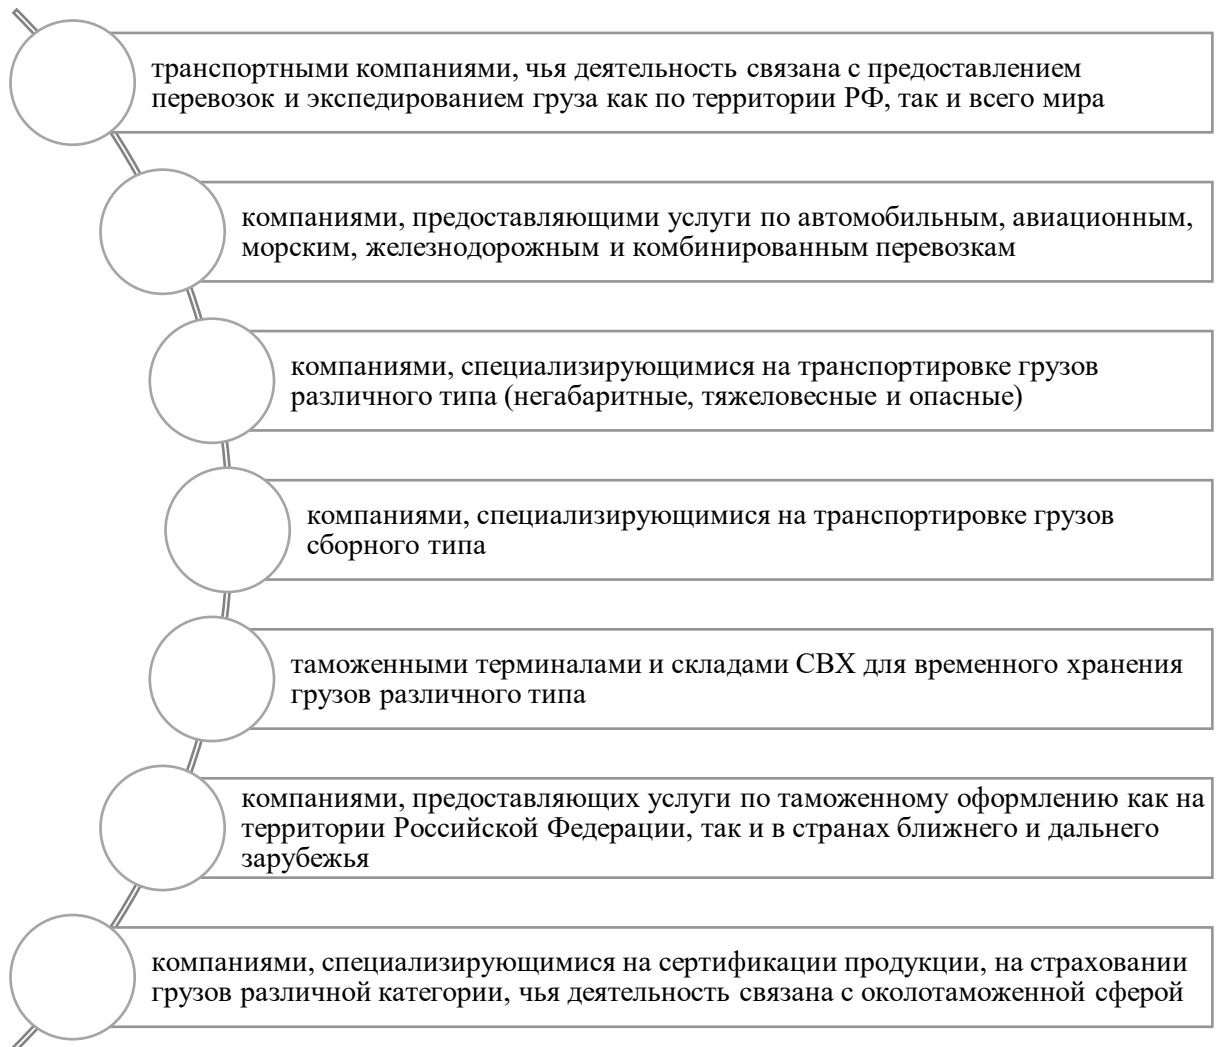 транспортными компаниями, чья деятельность связана с предоставлением
перевозок и экспедированием груза как по территории РФ, так и всего мира
компаниями, предоставляющими услуги по автомобильным, авиационным,
морским, железнодорожным и комбинированным перевозкам
компаниями, специализирующимися на транспортировке грузов
различного типа (негабаритные, тяжеловесные и опасные)
компаниями, специализирующимися на транспортировке грузов
сборного типа
таможенными терминалами и складами СВХ для временного хранения
грузов различного типа
компаниями, предоставляющих услуги по таможенному оформлению как на
территории Российской Федерации, так и в странах ближнего и дальнего
зарубежья
компаниями, специализирующимися на сертификации продукции, на страховании
грузов различной категории, чья деятельность связана с околотаможенной сферой